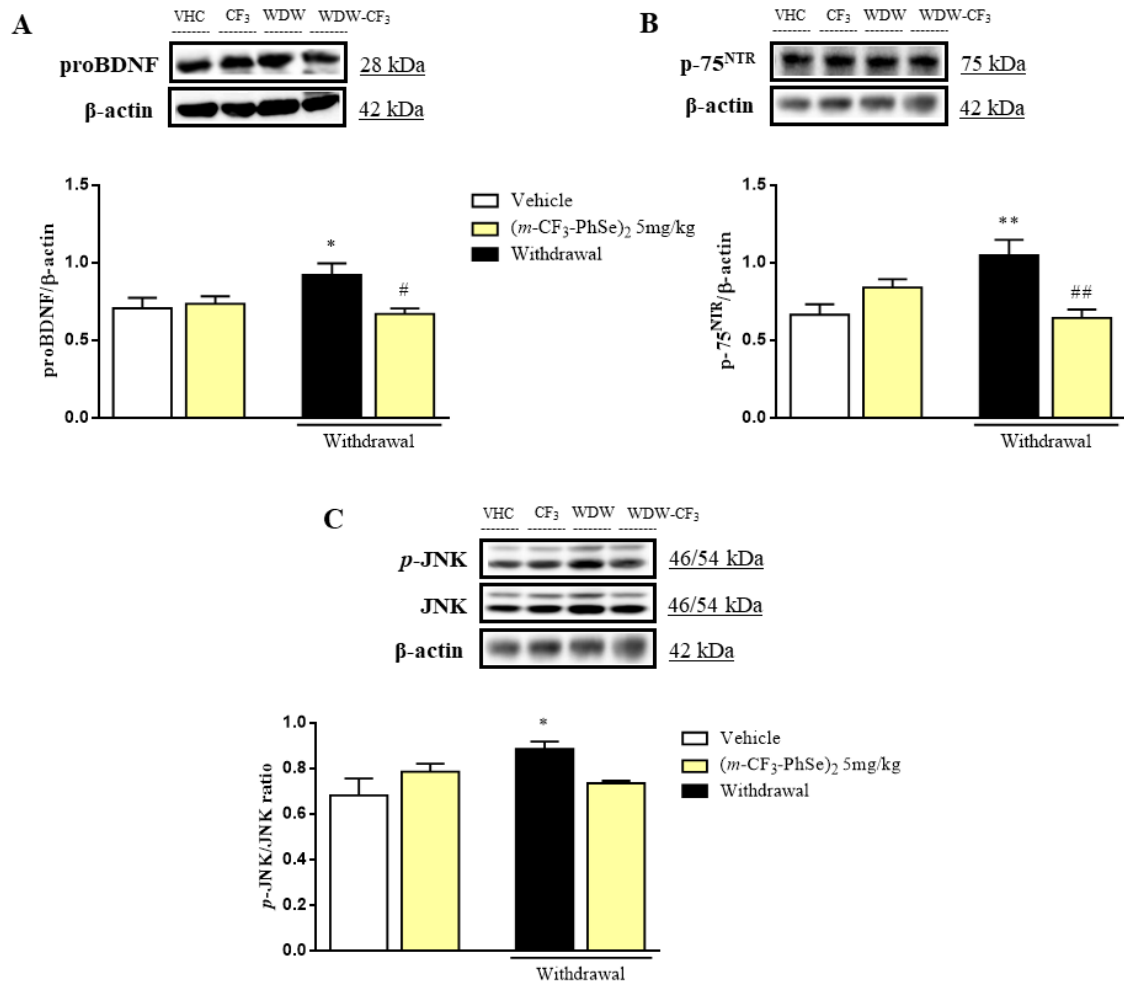 A
VHC CF₃ WDW WDW-CF₃
proBDNF 28 kDa
β-actin 42 kDa
proBDNF/β-actin
1.5
1.0
0.5
0.0
*
#
Withdrawal
Vehicle
(m-CF₃-PhSe)₂ 5mg/kg
Withdrawal
B
VHC CF₃ WDW WDW-CF₃
p-75ᴺᵀᴿ 75 kDa
β-actin 42 kDa
p-75ᴺᵀᴿ/β-actin
1.5
1.0
0.5
0.0
**
##
Withdrawal
C
VHC CF₃ WDW WDW-CF₃
p-JNK 46/54 kDa
JNK 46/54 kDa
β-actin 42 kDa
p-JNK/JNK ratio
1.0
0.8
0.6
0.4
0.2
0.0
*
Withdrawal
Vehicle
(m-CF₃-PhSe)₂ 5mg/kg
Withdrawal